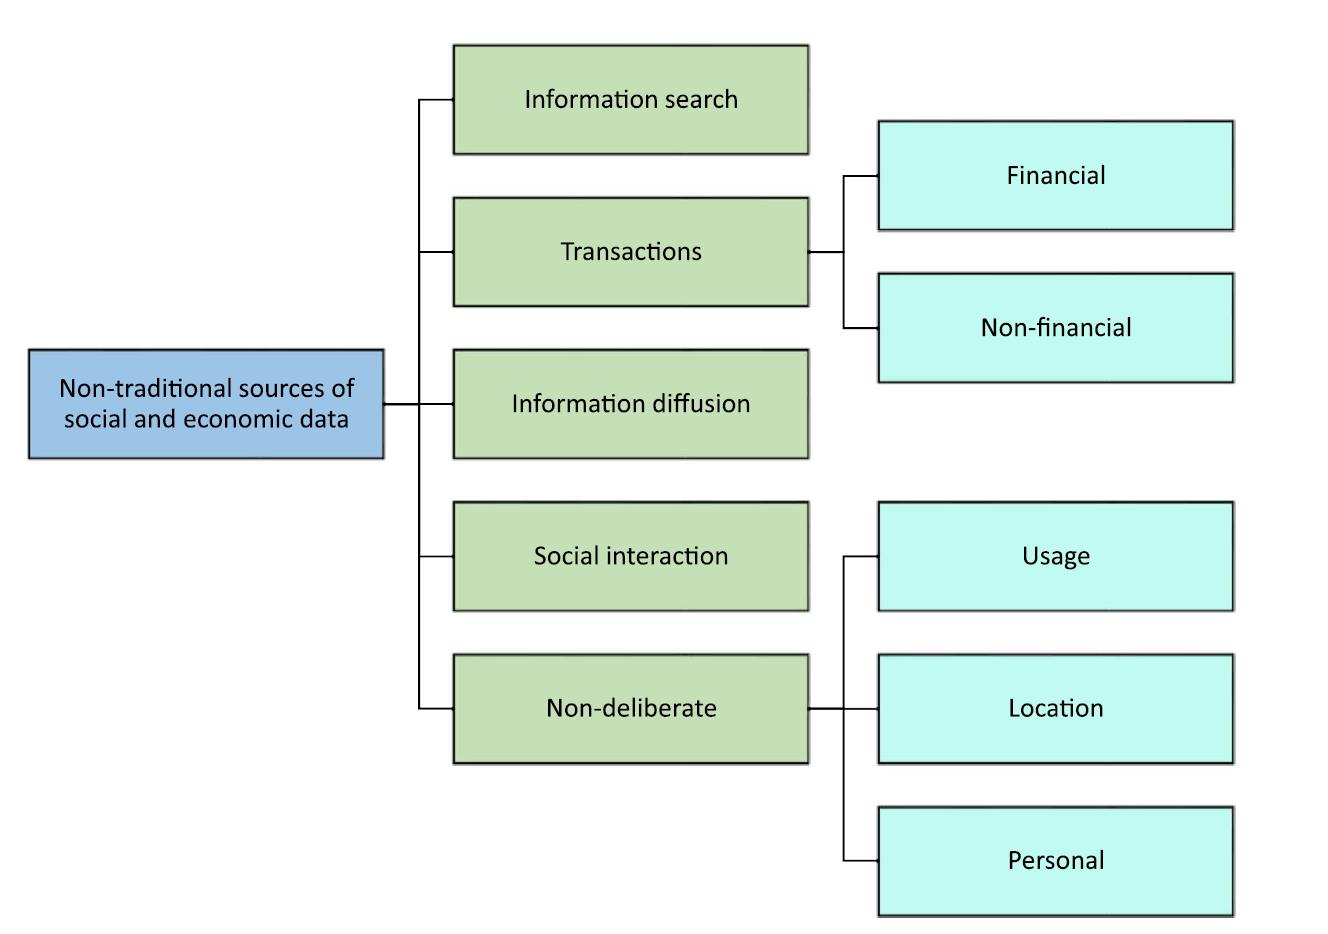 Non-traditional sources of
social and economic data
Information search
Transactions
Financial
Non-financial
Information diffusion
Social interaction
Non-deliberate
Usage
Location
Personal